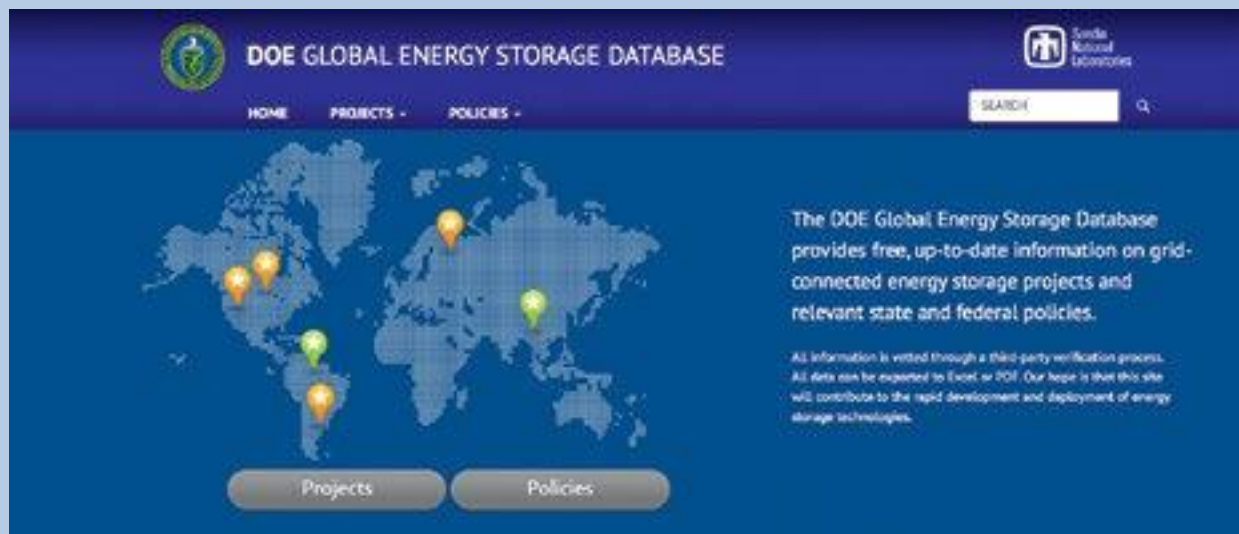 DOE GLOBAL ENERGY STORAGE DATABASE
Sandia
National
Laboratories
HOME PROJECTS POLICIES
SEARCH
The DOE Global Energy Storage Database
provides free, up-to-date information on grid-
connected energy storage projects and
relevant state and federal policies.
All information is vetted through a third-party verification process.
All data can be exported to Excel or PDF. Our hope is that this site
will contribute to the rapid development and deployment of energy
storage technologies.
Projects
Policies